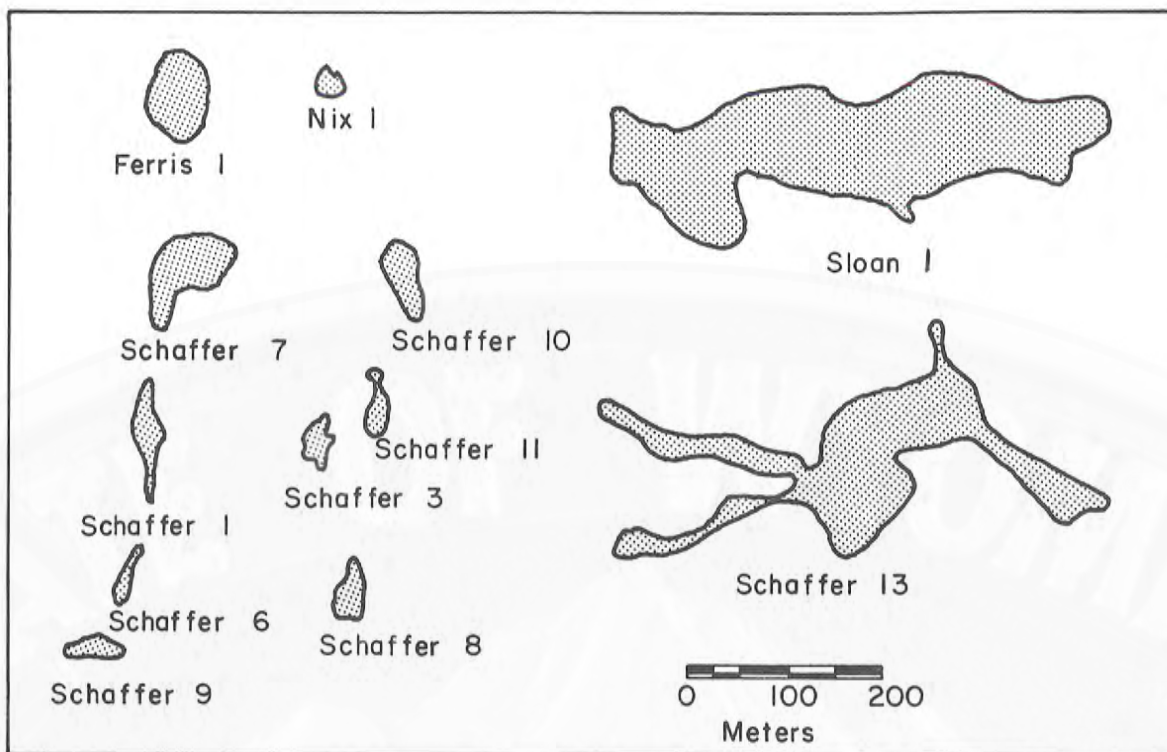 Ferris 1
Nix 1
Sloan 1
Schaffer 7
Schaffer 10
Schaffer 11
Schaffer 3
Schaffer 1
Schaffer 13
Schaffer 6
Schaffer 8
Schaffer 9
0 100 200
Meters